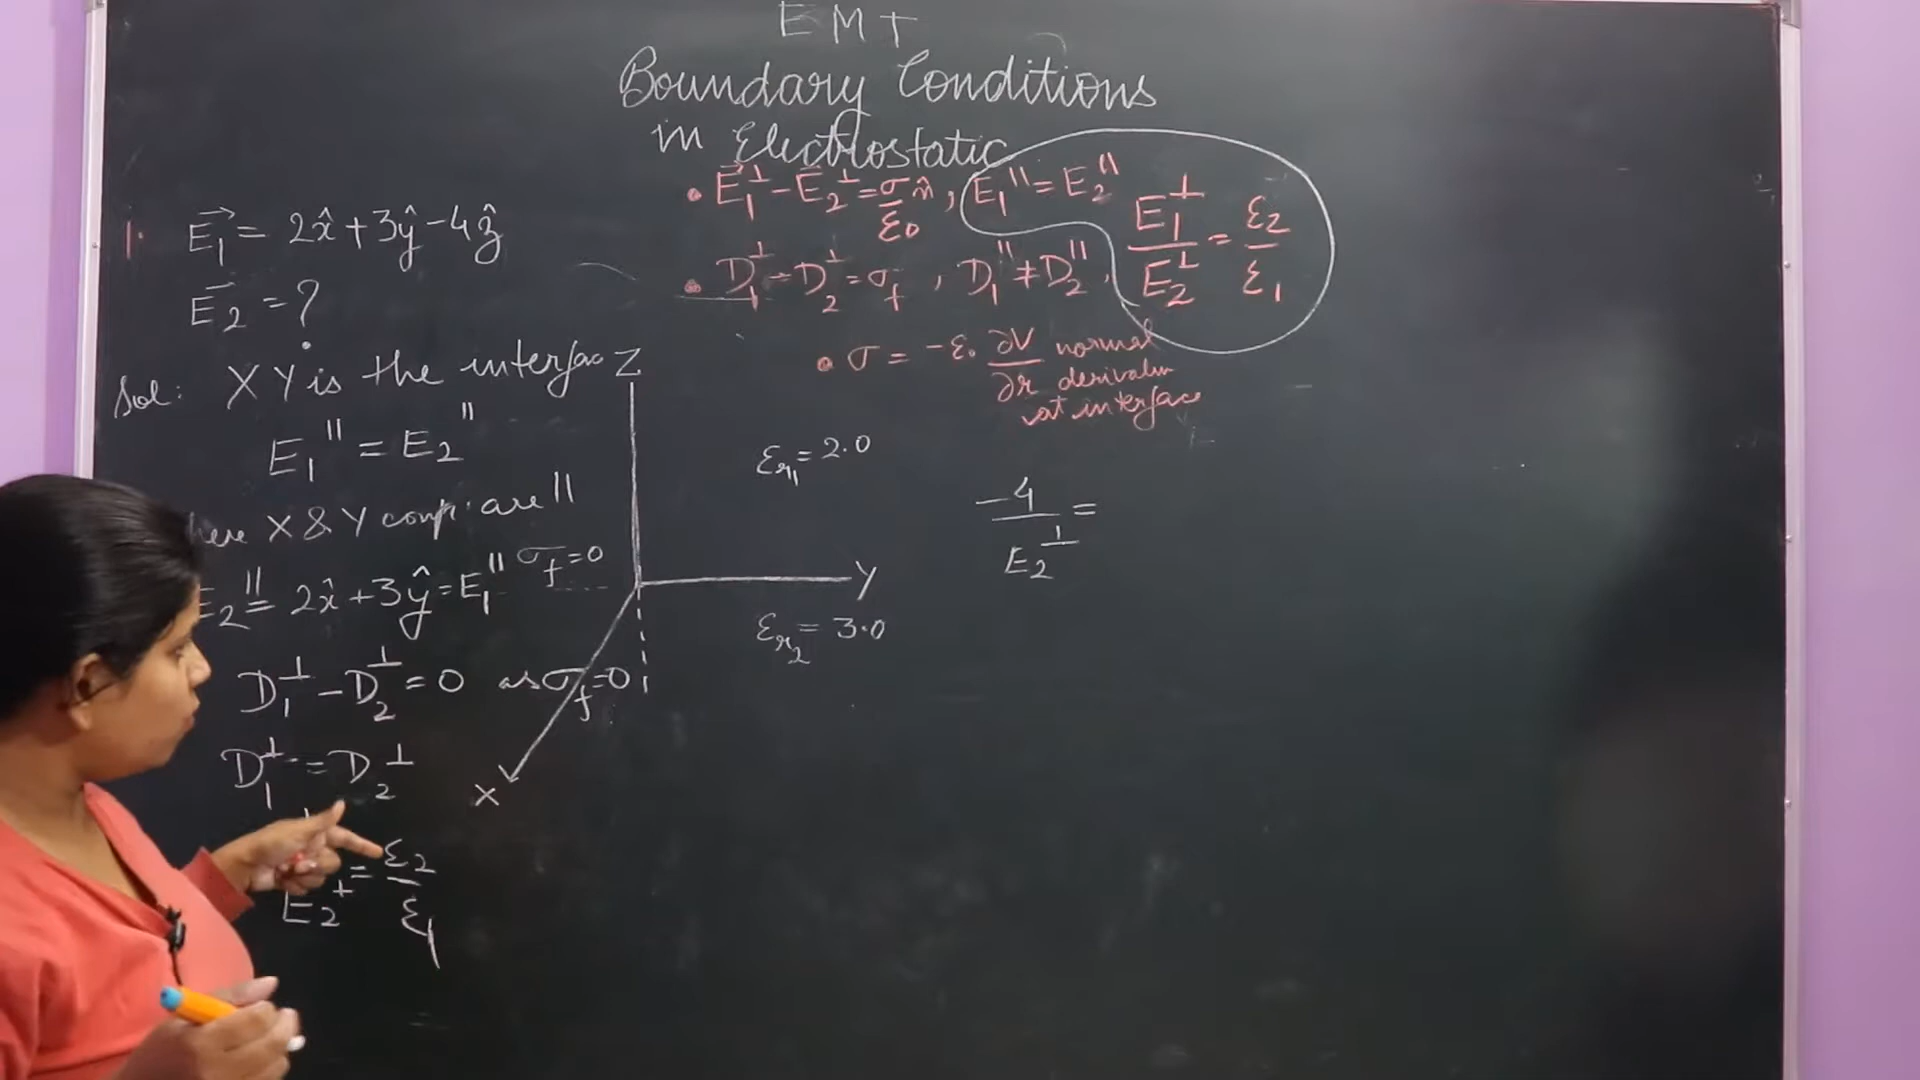 EMT
Boundary Conditions
in Electrostatic
• E₁⊥ - E₂⊥ = σ/ε₀ n̂, E₁" = E₂"
• D₁⊥ - D₂⊥ = σf, D₁" ≠ D₂", E₁⊥/E₂⊥ = ε₂/ε₁
• σ = -ε₀ ∂V/∂r normal
derivative
at interface
1. E₁ = 2x̂ + 3ŷ - 4ẑ
E₂ = ?
Sol: XY is the interface
E₁" = E₂"
X & Y comp. are ||
E₂" = 2x̂ + 3ŷ = E₁"
D₁⊥ - D₂⊥ = 0 as σf = 0
D₁⊥ = D₂⊥
E₂⊥ = ε₂/ε₁
Z
σf = 0
Y
X
εr₁ = 2.0
εr₂ = 3.0
-4/E₂⊥ =